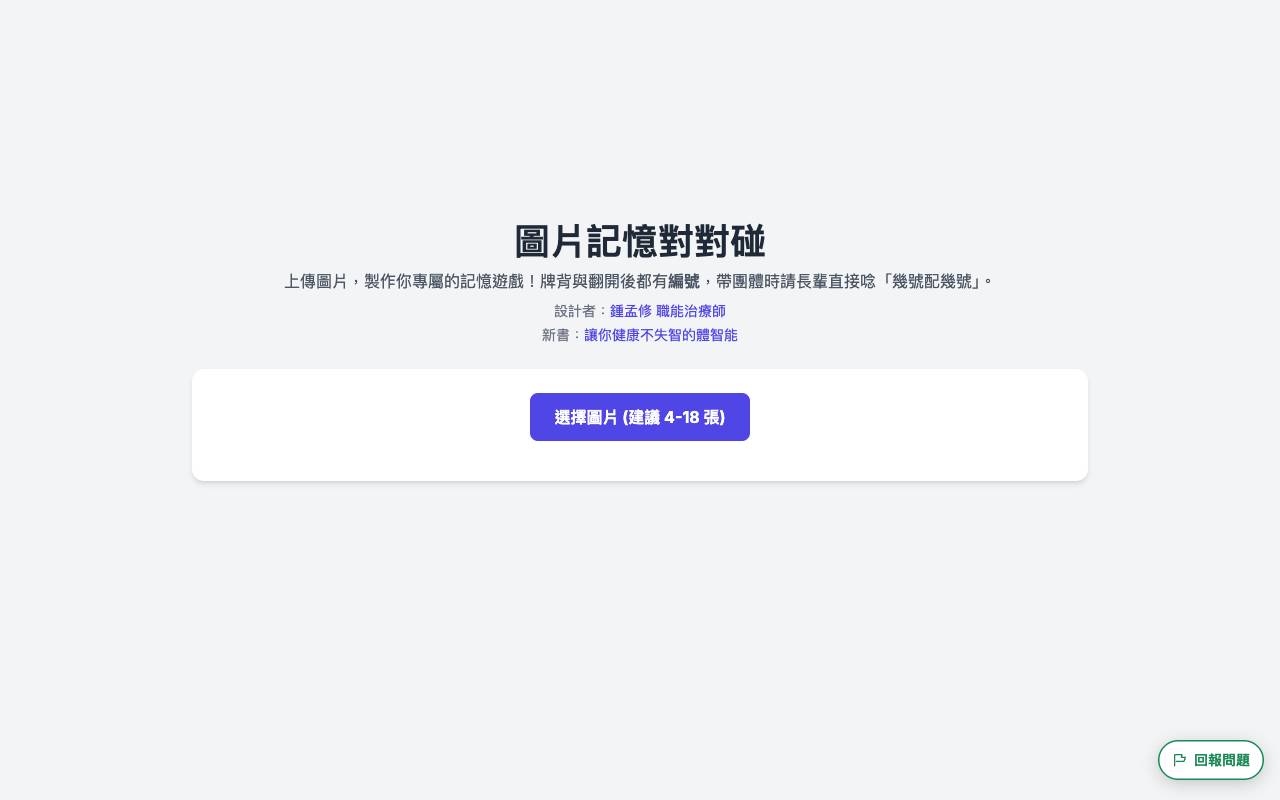 圖片記憶對對碰
上傳圖片，製作你專屬的記憶遊戲！牌背與翻開後都有編號，帶團體時請長輩直接唸「幾號配幾號」。
設計者：鍾孟修 職能治療師
新書：讓你健康不失智的體智能
選擇圖片 (建議 4-18 張)
回報問題